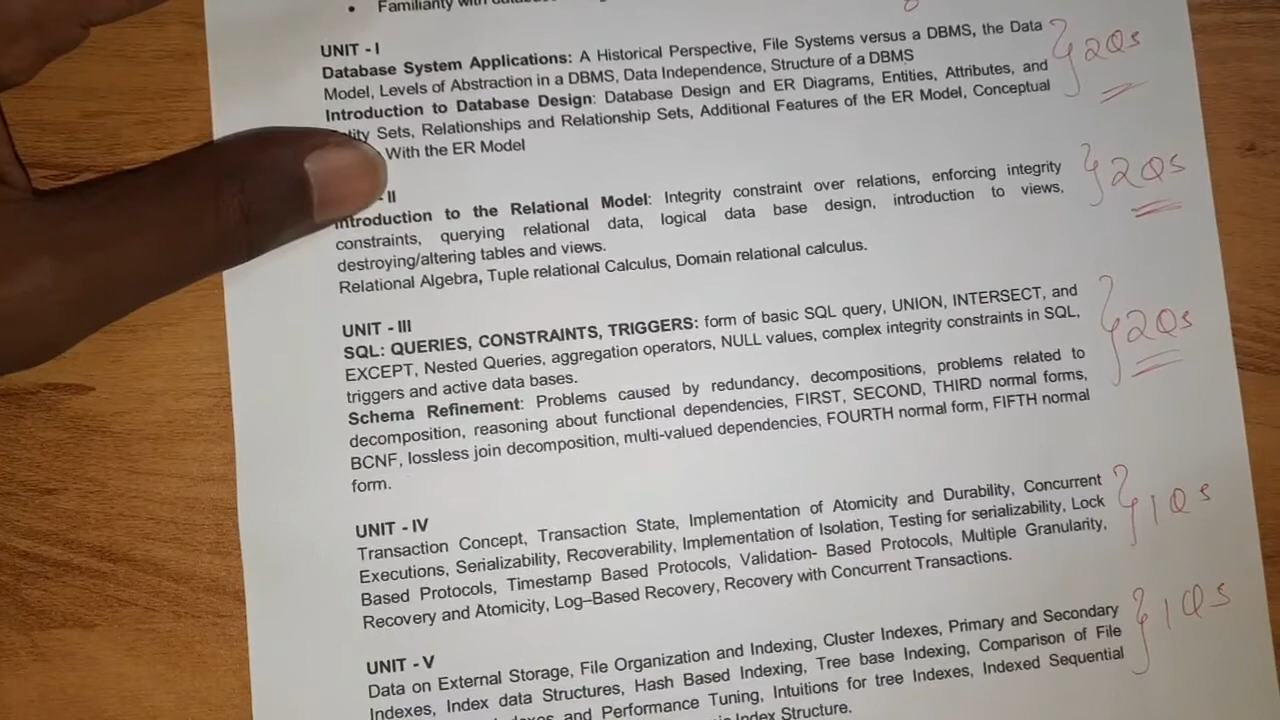 Familiarity with
UNIT - I
Database System Applications: A Historical Perspective, File Systems versus a DBMS, the Data
Model, Levels of Abstraction in a DBMS, Data Independence, Structure of a DBMS
Introduction to Database Design: Database Design and ER Diagrams, Entities, Attributes, and
Sets, Relationships and Relationship Sets, Additional Features of the ER Model, Conceptual
With the ER Model
2Qs
- II
Introduction to the Relational Model: Integrity constraint over relations, enforcing integrity
constraints, querying relational data, logical data base design, introduction to views,
destroying/altering tables and views.
Relational Algebra, Tuple relational Calculus, Domain relational calculus.
2Qs
UNIT - III
SQL: QUERIES, CONSTRAINTS, TRIGGERS: form of basic SQL query, UNION, INTERSECT, and
EXCEPT, Nested Queries, aggregation operators, NULL values, complex integrity constraints in SQL,
triggers and active data bases.
Schema Refinement: Problems caused by redundancy, decompositions, problems related to
decomposition, reasoning about functional dependencies, FIRST, SECOND, THIRD normal forms,
BCNF, lossless join decomposition, multi-valued dependencies, FOURTH normal form, FIFTH normal
form.
2Qs
UNIT - IV
Transaction Concept, Transaction State, Implementation of Atomicity and Durability, Concurrent
Executions, Serializability, Recoverability, Implementation of Isolation, Testing for serializability, Lock
Based Protocols, Timestamp Based Protocols, Validation- Based Protocols, Multiple Granularity,
Recovery and Atomicity, Log–Based Recovery, Recovery with Concurrent Transactions.
1Qs
UNIT - V
Data on External Storage, File Organization and Indexing, Cluster Indexes, Primary and Secondary
Indexes, Index data Structures, Hash Based Indexing, Tree base Indexing, Comparison of File
and Performance Tuning, Intuitions for tree Indexes, Indexed Sequential
Index Structure.
1Qs